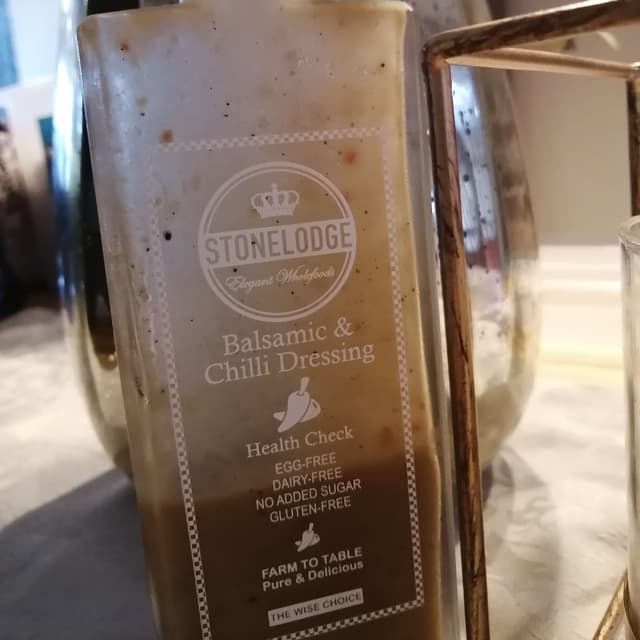 STONELODGE
Elegant Wholefoods
Balsamic &
Chilli Dressing
Health Check
EGG-FREE
DAIRY-FREE
NO ADDED SUGAR
GLUTEN-FREE
FARM TO TABLE
Pure & Delicious
THE WISE CHOICE